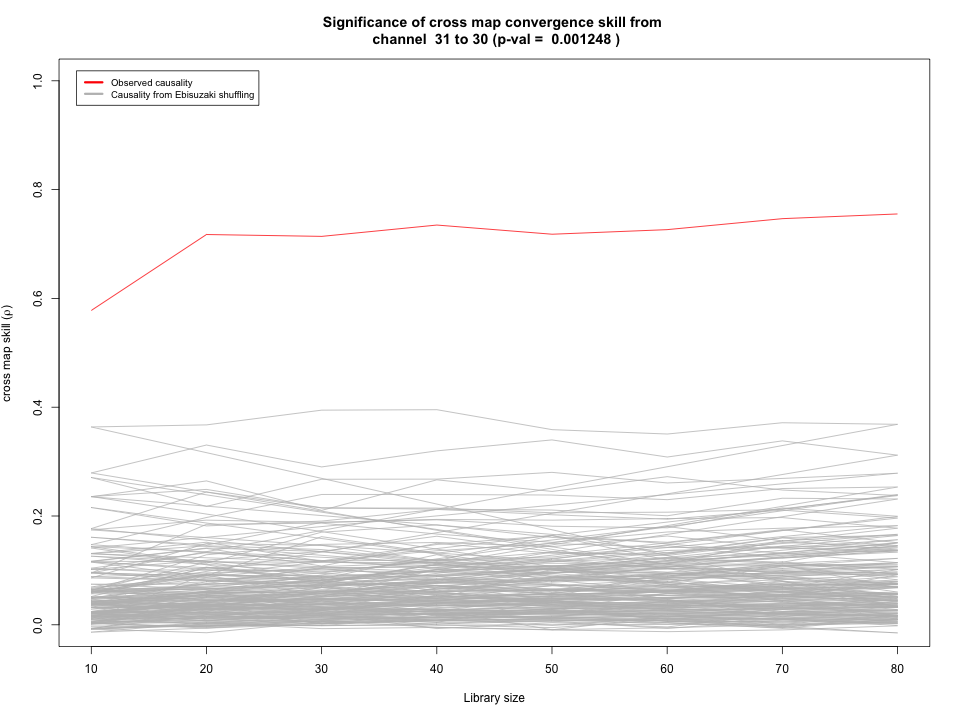 Significance of cross map convergence skill from
channel  31 to 30 (p-val =  0.001248 )
Observed causality
Causality from Ebisuzaki shuffling
cross map skill (ρ)
1.0
0.8
0.6
0.4
0.2
0.0
10 20 30 40 50 60 70 80
Library size